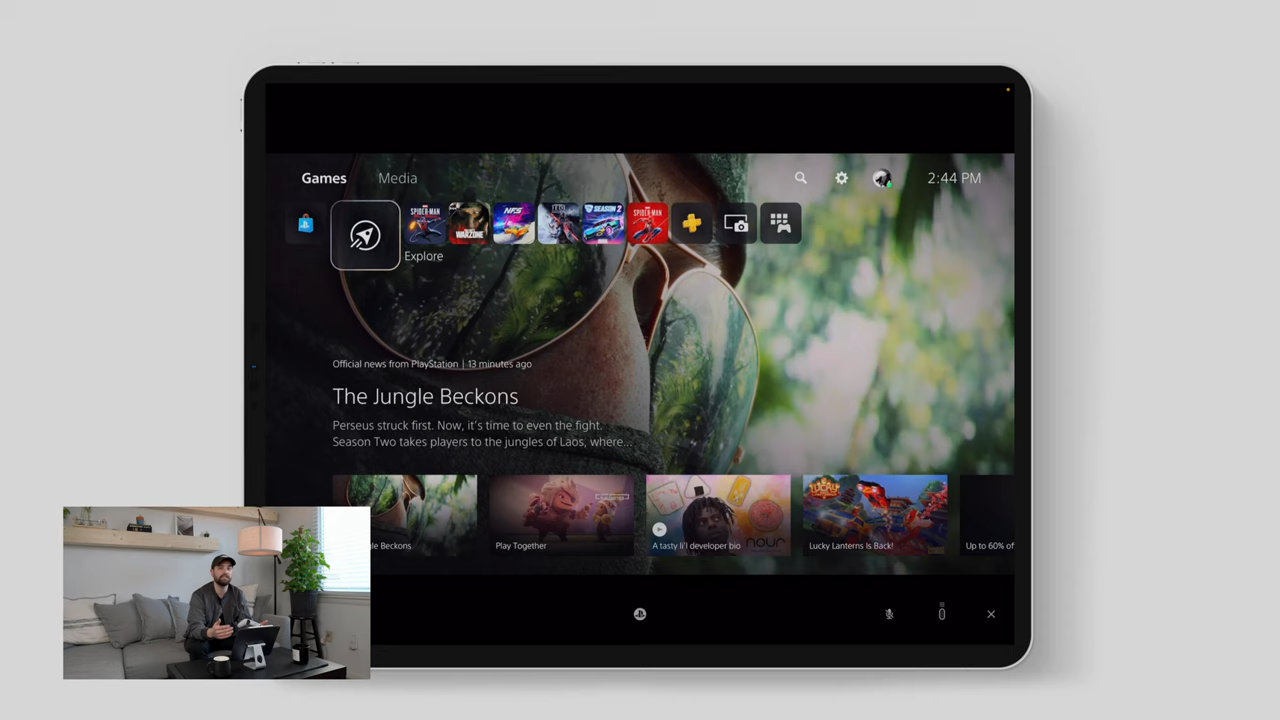 Games
Media
2:44 PM
SPIDER-MAN
WARZONE
NFS
SEASON 2
SPIDER-MAN
Explore
Official news from PlayStation | 13 minutes ago
The Jungle Beckons
Perseus struck first. Now, it's time to even the fight.
Season Two takes players to the jungles of Laos, where...
le Beckons
Play Together
A tasty li'l developer bio
nour
LUCKY
LANTERNS
Lucky Lanterns Is Back!
Up to 60% of